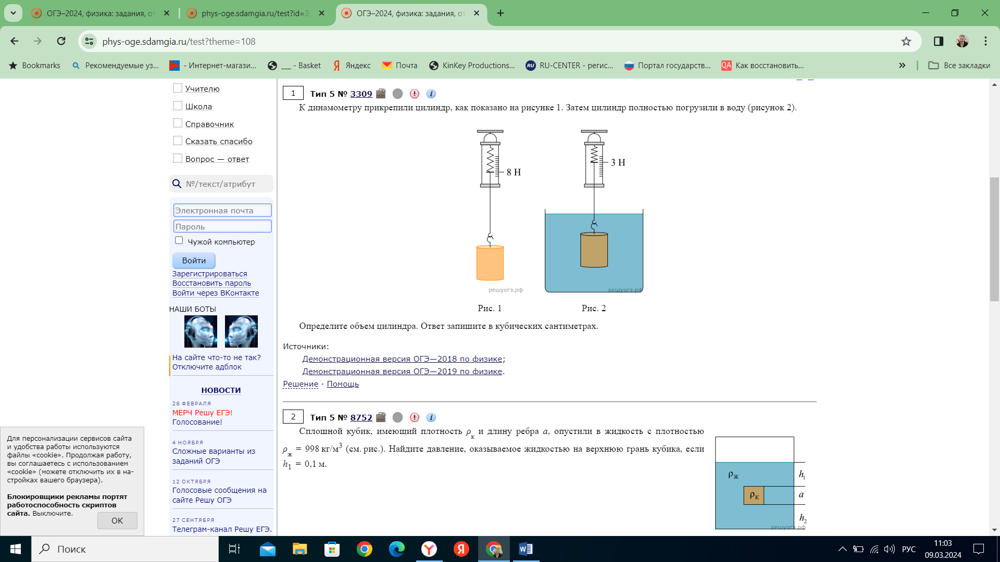 ОГЭ–2024, физика: задания, от
phys-oge.sdamgia.ru/test?id=3
ОГЭ–2024, физика: задания, от
phys-oge.sdamgia.ru/test?theme=108
Bookmarks
Рекомендуемые уз...
- Интернет-магази...
___ - Basket
Яндекс
Почта
KinKey Productions...
RU-CENTER - регис...
Портал государств...
Как восстановить...
Все закладки
Учителю
Школа
Справочник
Сказать спасибо
Вопрос — ответ
№/текст/атрибут
Электронная почта
Пароль
Чужой компьютер
Войти
Зарегистрироваться
Восстановить пароль
Войти через ВКонтакте
НАШИ БОТЫ
На сайте что-то не так?
Отключите адблок
НОВОСТИ
28 ФЕВРАЛЯ
МЕРЧ Решу ЕГЭ!
Голосование!
4 НОЯБРЯ
Сложные варианты из
заданий ОГЭ
12 ОКТЯБРЯ
Голосовые сообщения на
сайте Решу ОГЭ
27 СЕНТЯБРЯ
Телеграм-канал Решу ЕГЭ.
Для персонализации сервисов сайта
и удобства работы используются
файлы «cookie». Продолжая работу,
вы соглашаетесь с использованием
«cookie» (можете отключить их в на-
стройках вашего браузера).
Блокировщики рекламы портят
работоспособность скриптов
сайта. Выключите.
OK
1 Тип 5 № 3309
К динамометру прикрепили цилиндр, как показано на рисунке 1. Затем цилиндр полностью погрузили в воду (рисунок 2).
8 Н
3 Н
решуогэ.рф
решуогэ.рф
Рис. 1
Рис. 2
Определите объем цилиндра. Ответ запишите в кубических сантиметрах.
Источники:
Демонстрационная версия ОГЭ—2018 по физике;
Демонстрационная версия ОГЭ—2019 по физике.
Решение · Помощь
2 Тип 5 № 8752
Сплошной кубик, имеющий плотность ρк и длину ребра a, опустили в жидкость с плотностью
ρж = 998 кг/м³ (см. рис.). Найдите давление, оказываемое жидкостью на верхнюю грань кубика, если
h₁ = 0,1 м.
ρж
h₁
ρк
a
h₂
решуогэ.рф
Поиск
РУС
11:03
09.03.2024